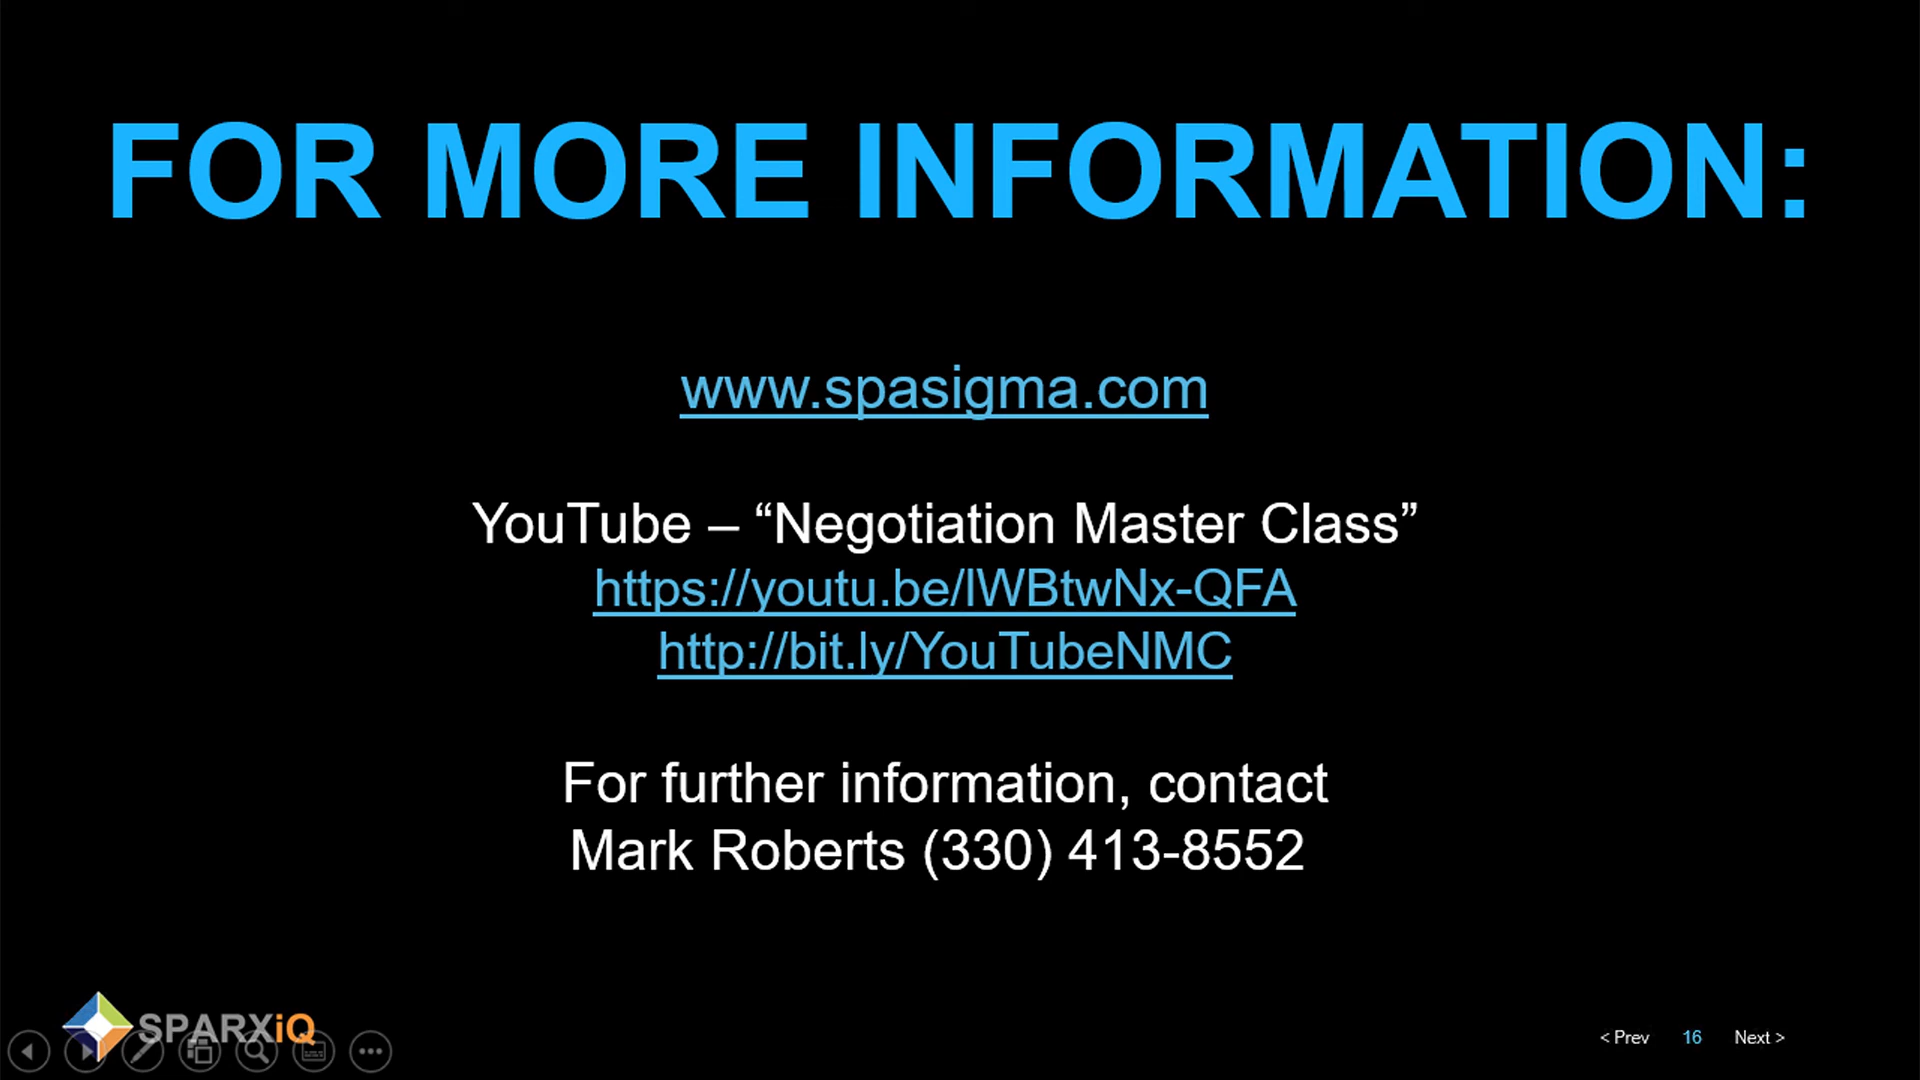 FOR MORE INFORMATION:
www.spasigma.com
YouTube – “Negotiation Master Class”
https://youtu.be/lWBtwNx-QFA
http://bit.ly/YouTubeNMC
For further information, contact
Mark Roberts (330) 413-8552
SPARXiQ
< Prev 16 Next >